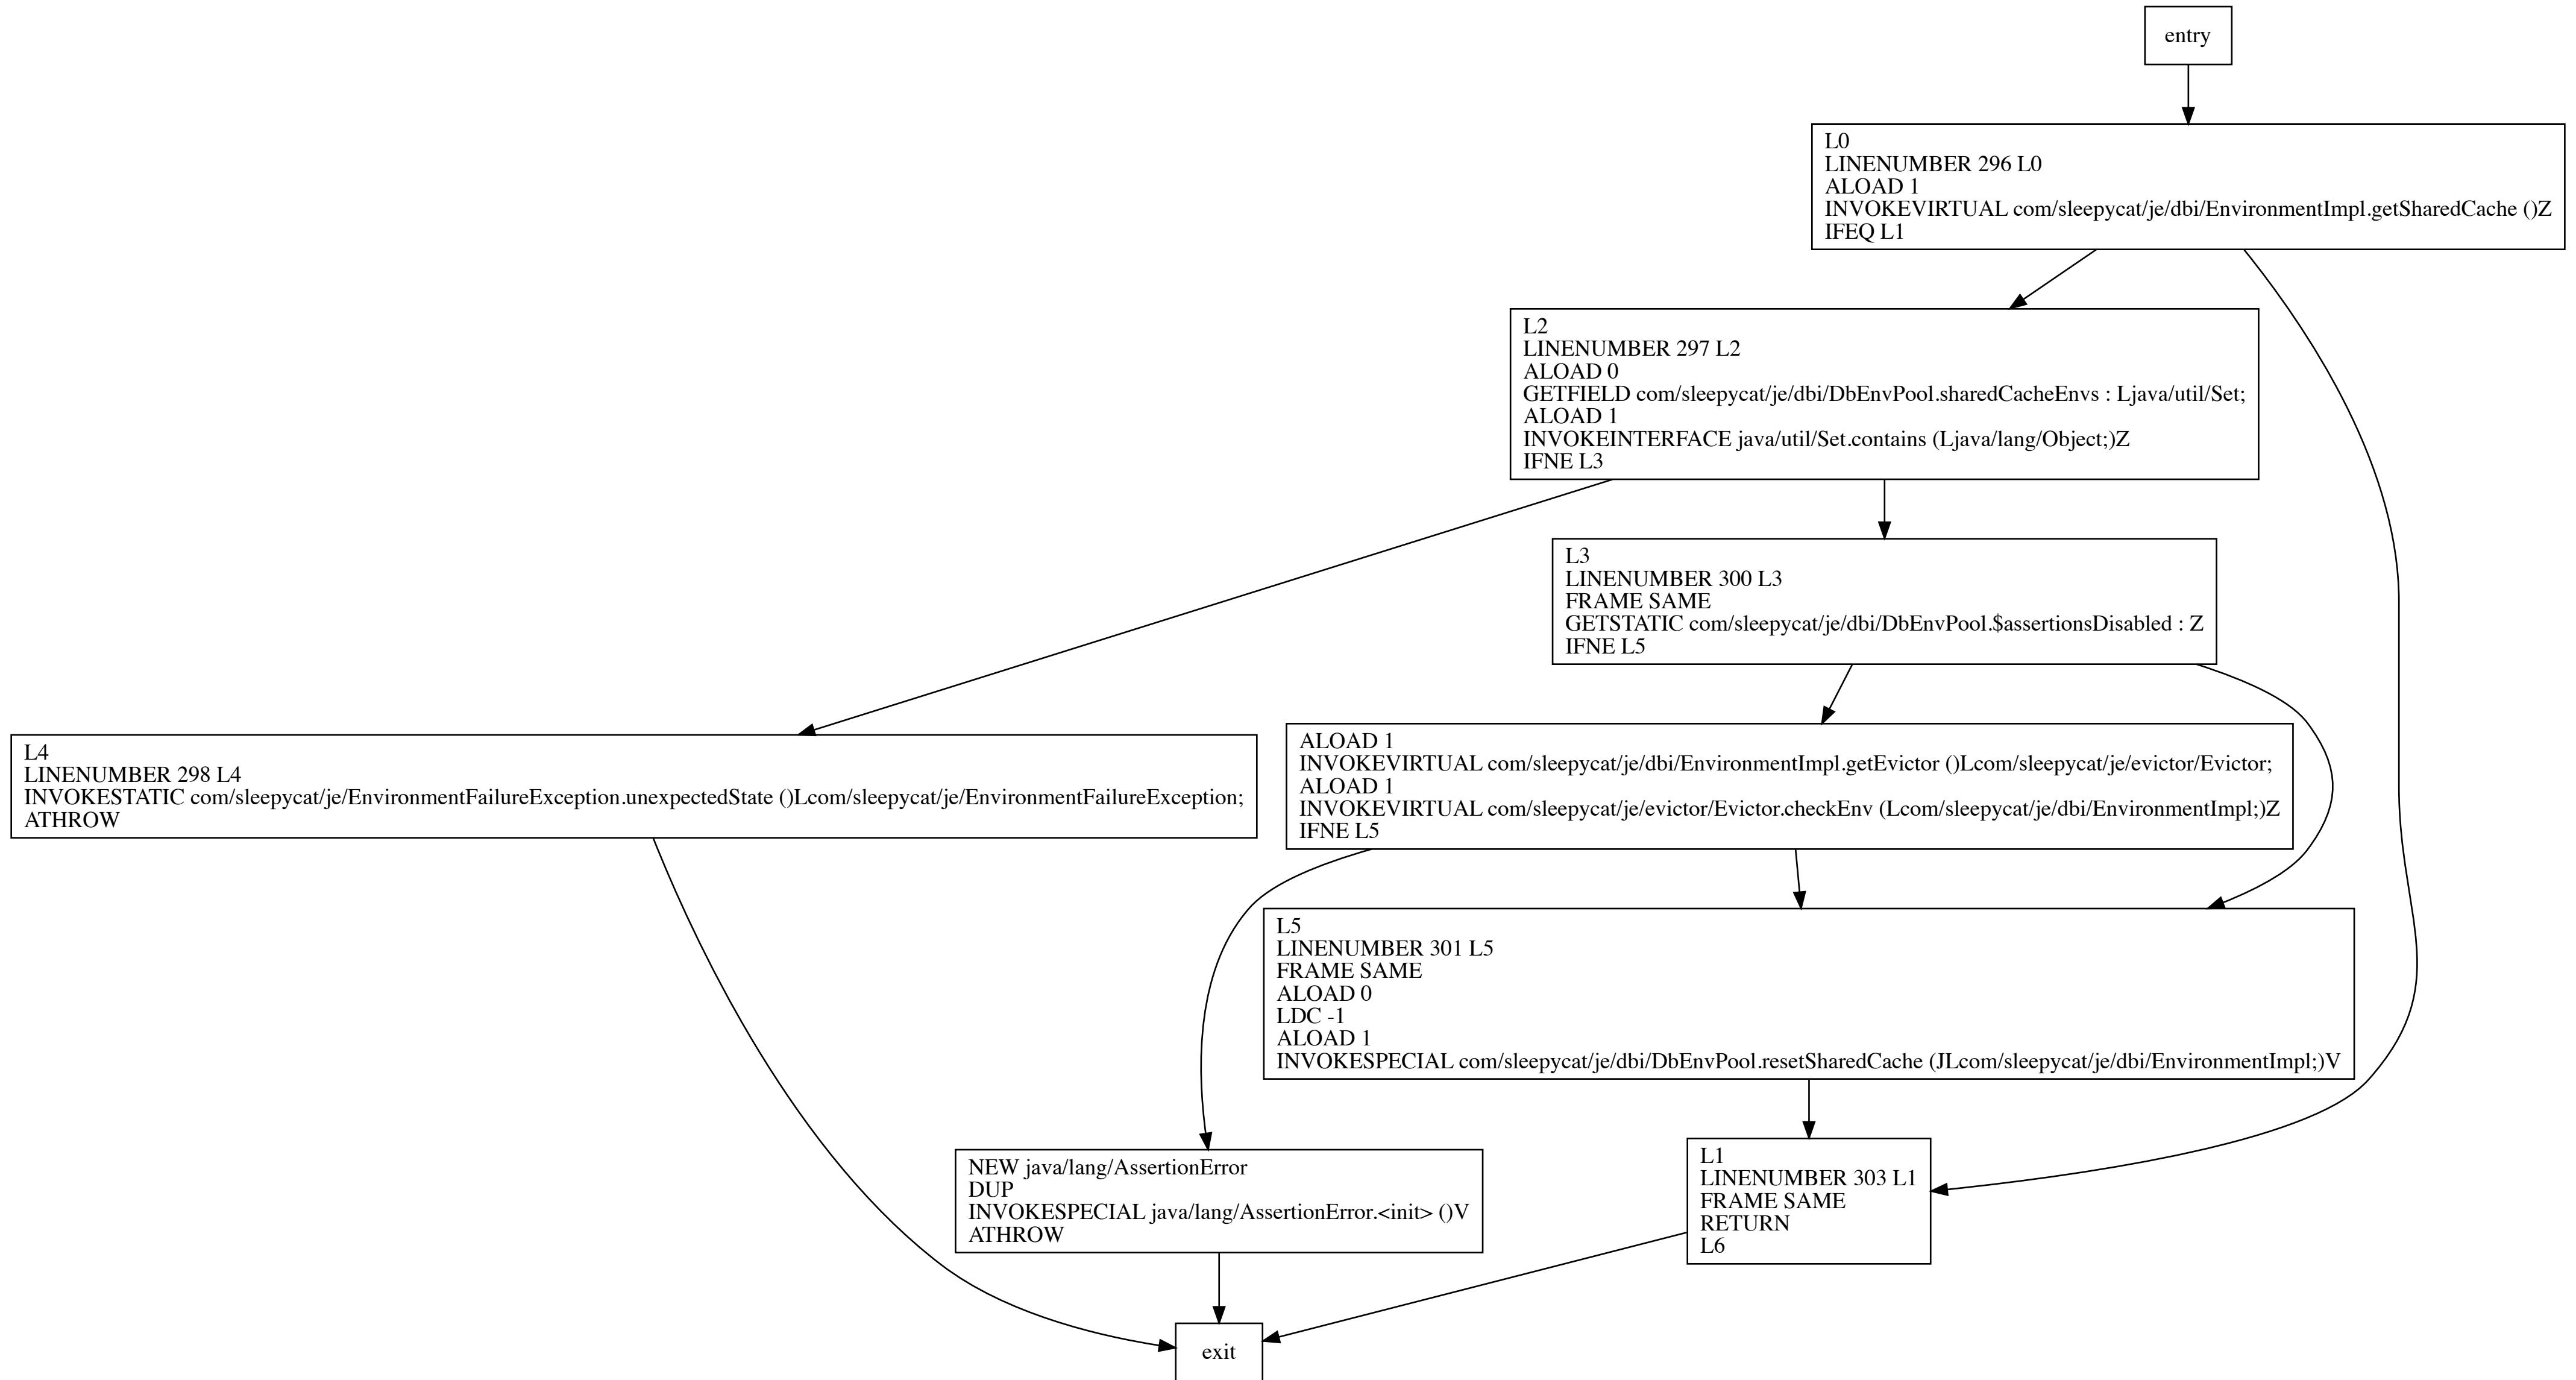 entry
L0
LINENUMBER 296 L0
ALOAD 1
INVOKEVIRTUAL com/sleepycat/je/dbi/EnvironmentImpl.getSharedCache ()Z
IFEQ L1
L2
LINENUMBER 297 L2
ALOAD 0
GETFIELD com/sleepycat/je/dbi/DbEnvPool.sharedCacheEnvs : Ljava/util/Set;
ALOAD 1
INVOKEINTERFACE java/util/Set.contains (Ljava/lang/Object;)Z
IFNE L3
L3
LINENUMBER 300 L3
FRAME SAME
GETSTATIC com/sleepycat/je/dbi/DbEnvPool.$assertionsDisabled : Z
IFNE L5
L4
LINENUMBER 298 L4
INVOKESTATIC com/sleepycat/je/EnvironmentFailureException.unexpectedState ()Lcom/sleepycat/je/EnvironmentFailureException;
ATHROW
ALOAD 1
INVOKEVIRTUAL com/sleepycat/je/dbi/EnvironmentImpl.getEvictor ()Lcom/sleepycat/je/evictor/Evictor;
ALOAD 1
INVOKEVIRTUAL com/sleepycat/je/evictor/Evictor.checkEnv (Lcom/sleepycat/je/dbi/EnvironmentImpl;)Z
IFNE L5
L5
LINENUMBER 301 L5
FRAME SAME
ALOAD 0
LDC -1
ALOAD 1
INVOKESPECIAL com/sleepycat/je/dbi/DbEnvPool.resetSharedCache (JLcom/sleepycat/je/dbi/EnvironmentImpl;)V
NEW java/lang/AssertionError
DUP
INVOKESPECIAL java/lang/AssertionError.<init> ()V
ATHROW
L1
LINENUMBER 303 L1
FRAME SAME
RETURN
L6
exit